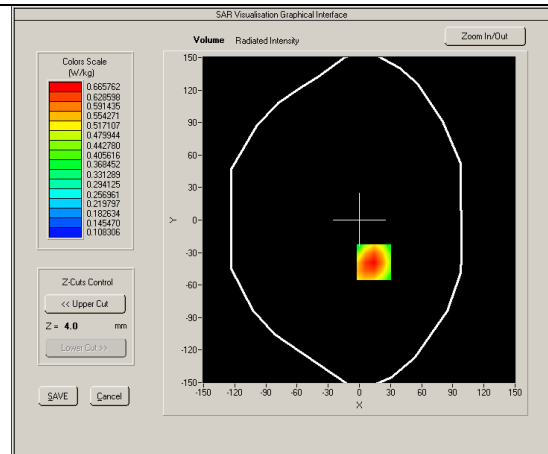 SAR Visualisation Graphical Interface
Volume Radiated Intensity
Zoom In/Out
Colors Scale
(W/kg)
0.665762
0.628598
0.591435
0.554271
0.517107
0.479944
0.442780
0.405616
0.368452
0.331289
0.294125
0.256961
0.219797
0.182634
0.145470
0.108306
Z-Cuts Control
<< Upper Cut
Z = 4.0 mm
Lower Cut >>
SAVE
Cancel
150
120
90
60
30
0
-30
-60
-90
-120
-150
Y
-150 -120 -90 -60 -30 0 30 60 90 120 150
X